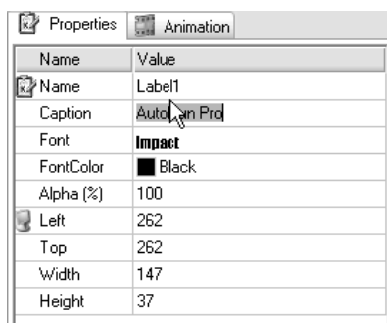 Properties Animation
Name Value
Name Label1
Caption
Font Impact
FontColor Black
Alpha (%) 100
Left 262
Top 262
Width 147
Height 37